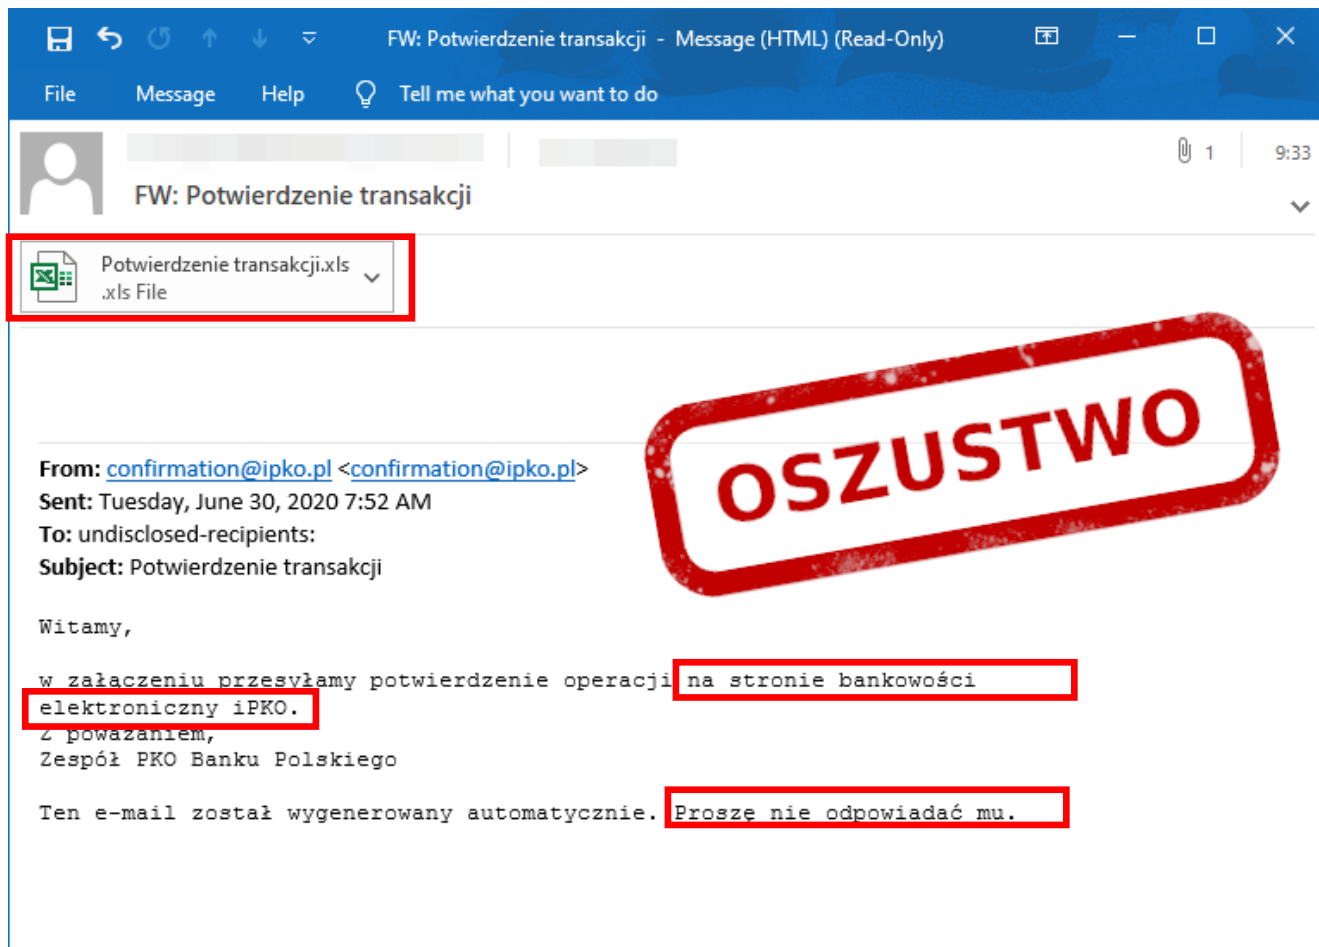 FW: Potwierdzenie transakcji - Message (HTML) (Read-Only)
File Message Help Tell me what you want to do
1 9:33
FW: Potwierdzenie transakcji
Potwierdzenie transakcji.xls
.xls File
OSZUSTWO
From: confirmation@ipko.pl <confirmation@ipko.pl>
Sent: Tuesday, June 30, 2020 7:52 AM
To: undisclosed-recipients:
Subject: Potwierdzenie transakcji
Witamy,
w załączeniu przesyłamy potwierdzenie operacji na stronie bankowości
elektroniczny iPKO.
Z poważaniem,
Zespół PKO Banku Polskiego
Ten e-mail został wygenerowany automatycznie. Proszę nie odpowiadać mu.